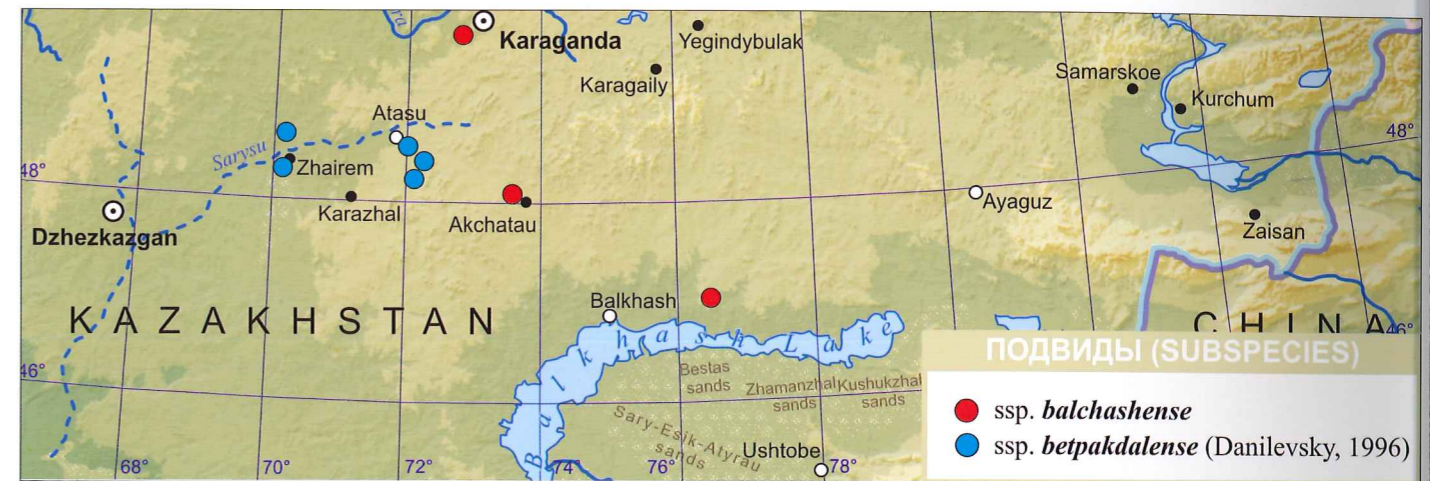 ra
Karaganda
Yegindybulak
Karagaily
Samarskoe
Kurchum
Atasu
Sarysu
Zhairem
48°
48°
Karazhal
Akchatau
Ayaguz
Dzhezkazgan
Zaisan
KAZAKHSTAN
Balkhash
CHINA
46°
Balkhash Lake
46°
Bestas
sands
Zhamanzhal
sands
Kushukzhal
sands
Sary-Esik-Atyrau
sands
Ushtobe
68°
70°
72°
74°
76°
78°
ПОДВИДЫ (SUBSPECIES)
ssp. balchashense
ssp. betpakdalense (Danilevsky, 1996)